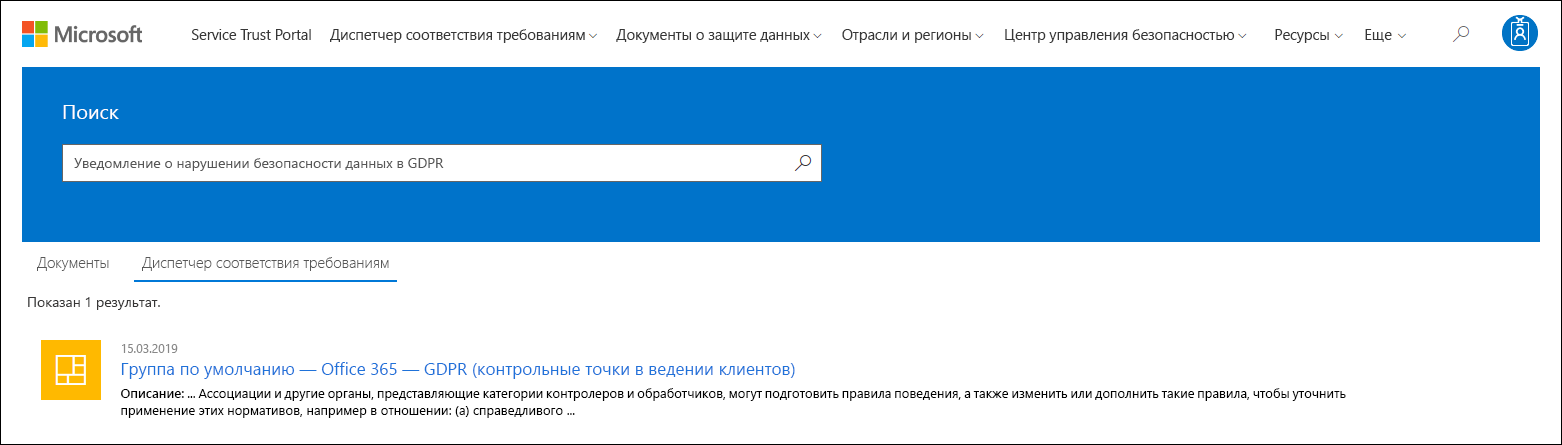 Microsoft Service Trust Portal Диспетчер соответствия требованиям Документы о защите данных Отрасли и регионы Центр управления безопасностью Ресурсы Еще
Поиск
Уведомление о нарушении безопасности данных в GDPR
Документы Диспетчер соответствия требованиям
Показан 1 результат.
15.03.2019
Группа по умолчанию — Office 365 — GDPR (контрольные точки в ведении клиентов)
Описание: ... Ассоциации и другие органы, представляющие категории контролеров и обработчиков, могут подготовить правила поведения, а также изменить или дополнить такие правила, чтобы уточнить
применение этих нормативов, например в отношении: (a) справедливого ...